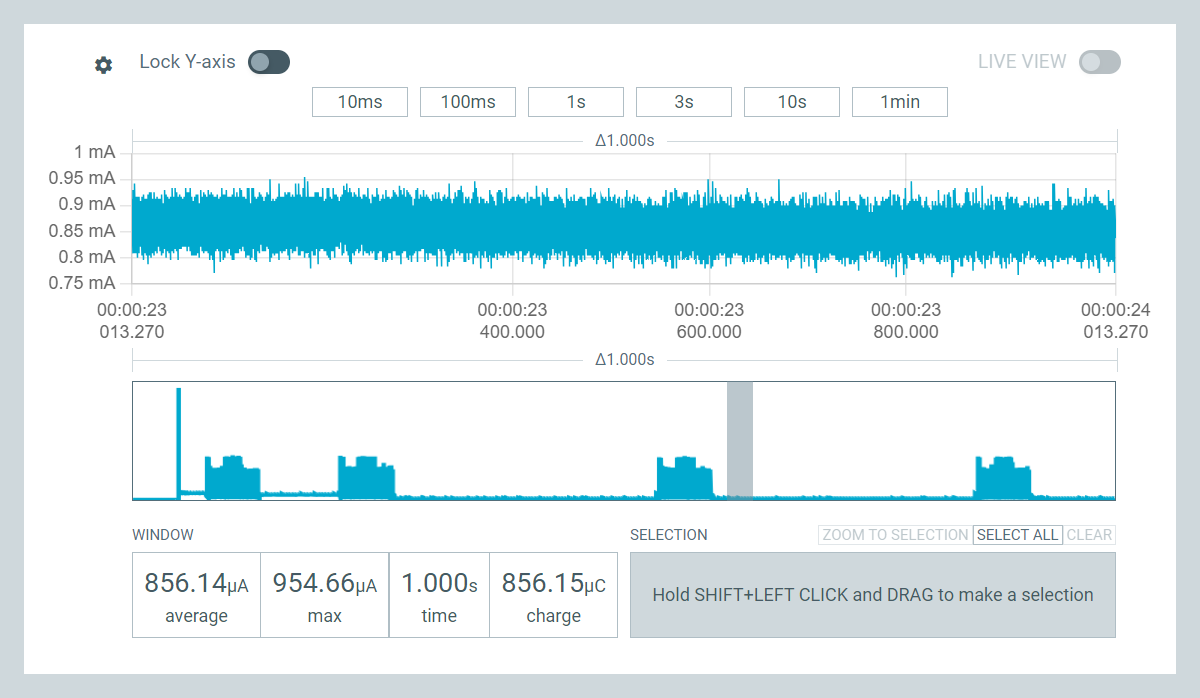 Lock Y-axis LIVE VIEW
10ms 100ms 1s 3s 10s 1min
Δ1.000s
1 mA
0.95 mA
0.9 mA
0.85 mA
0.8 mA
0.75 mA
00:00:23 00:00:23 00:00:23 00:00:23 00:00:24
013.270 400.000 600.000 800.000 013.270
Δ1.000s
WINDOW SELECTION ZOOM TO SELECTION SELECT ALL CLEAR
856.14μA 954.66μA 1.000s 856.15μC
average max time charge
Hold SHIFT+LEFT CLICK and DRAG to make a selection